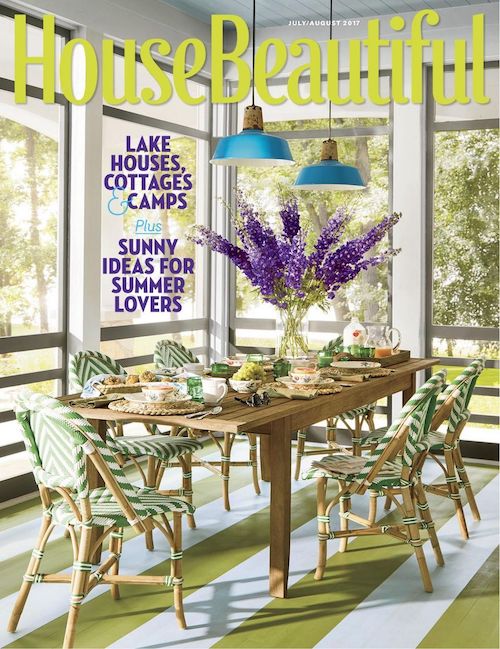 JULY/AUGUST 2017
HouseBeautiful
LAKE
HOUSES,
COTTAGES
& CAMPS
Plus
SUNNY
IDEAS FOR
SUMMER
LOVERS